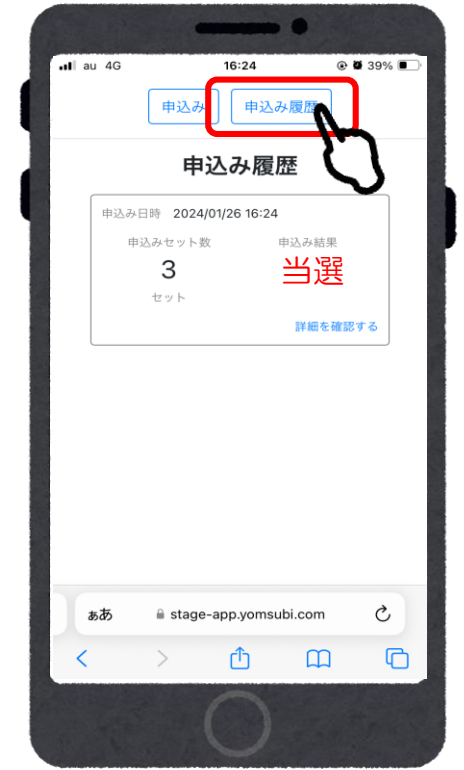 au 4G 16:24 39%
申込み 申込み履歴
申込み履歴
申込み日時 2024/01/26 16:24
申込みセット数 申込み結果
3 当選
セット
詳細を確認する
ぁあ stage-app.yomsubi.com